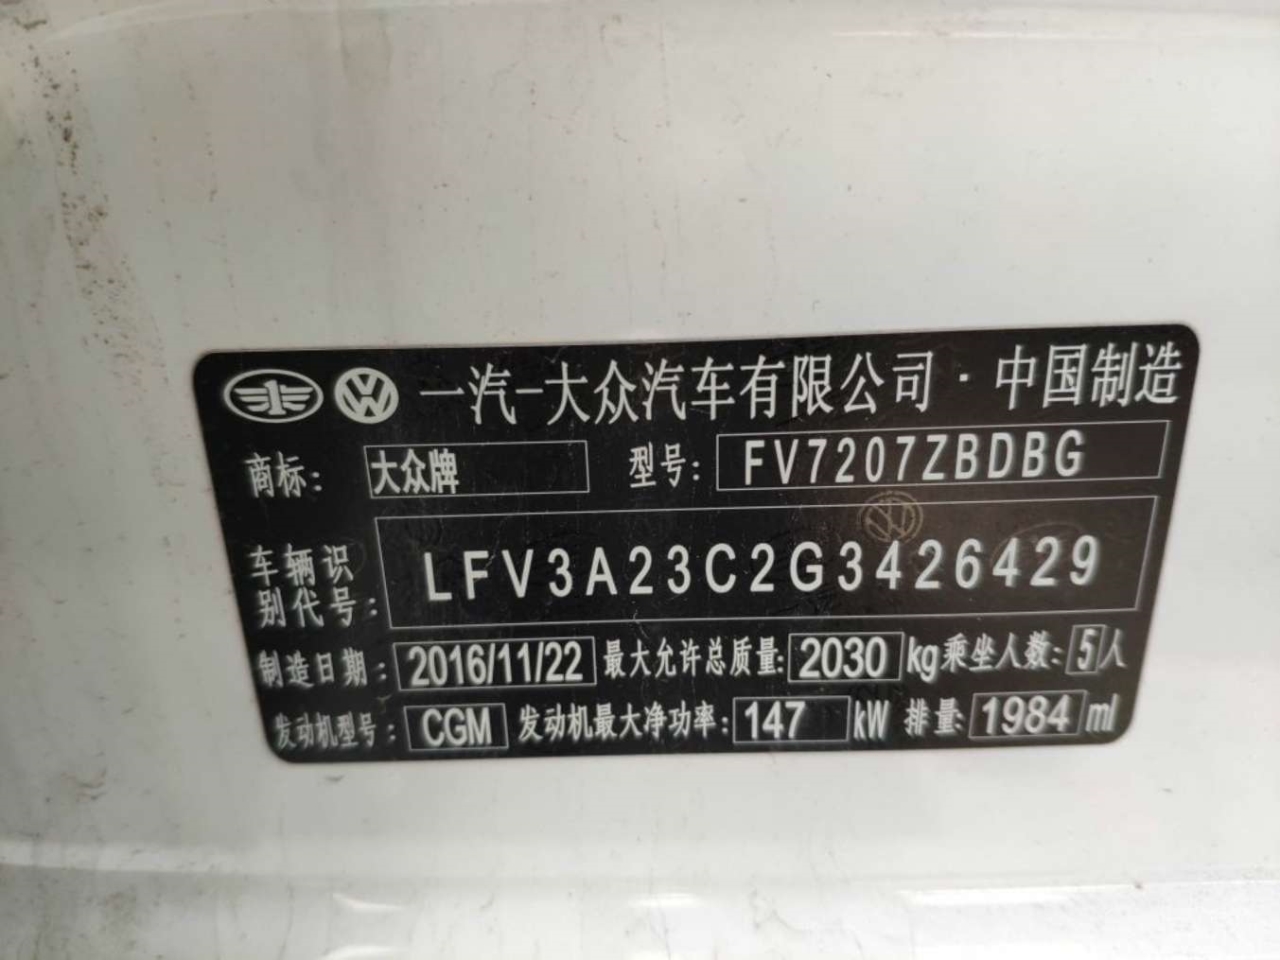 一汽-大众汽车有限公司·中国制造
商标: 大众牌 型号: FV7207ZBDBG
车辆识别代号: LFV3A23C2G3426429
制造日期: 2016/11/22 最大允许总质量: 2030 kg 乘坐人数: 5 人
发动机型号: CGM 发动机最大净功率: 147 kW 排量: 1984 ml